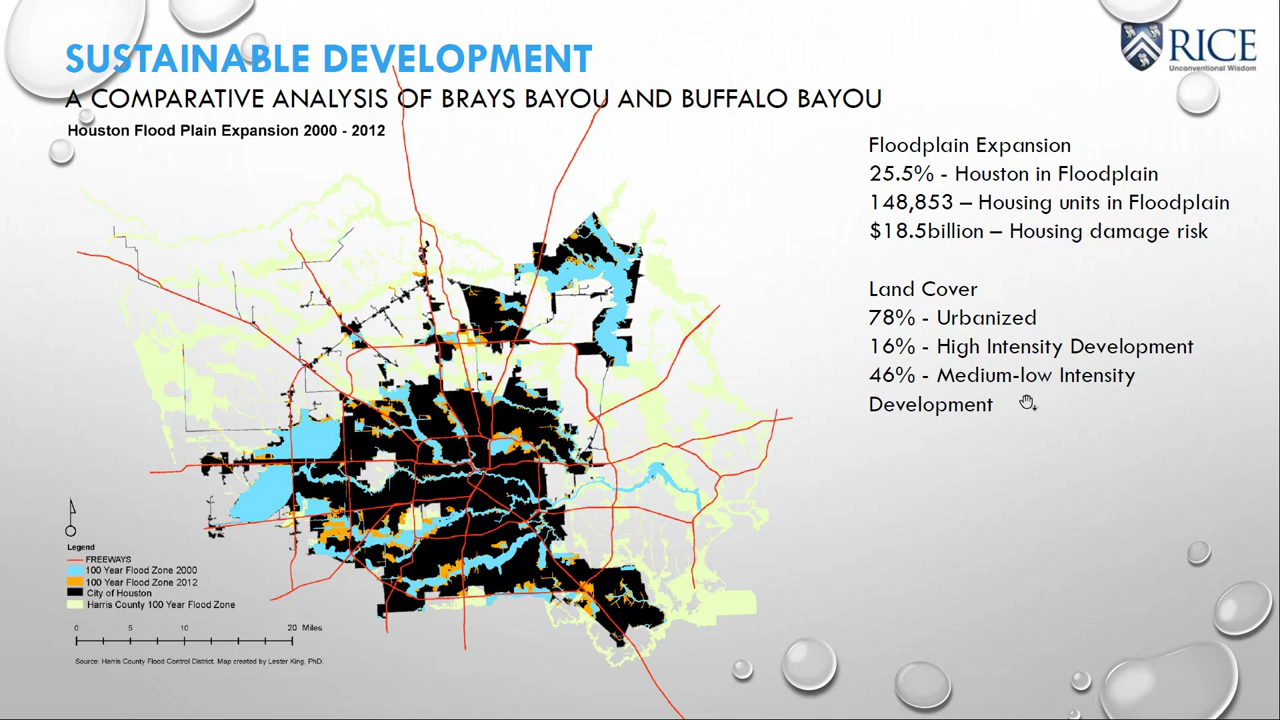 SUSTAINABLE DEVELOPMENT
A COMPARATIVE ANALYSIS OF BRAYS BAYOU AND BUFFALO BAYOU
Houston Flood Plain Expansion 2000 - 2012
RICE
Unconventional Wisdom
Floodplain Expansion
25.5% - Houston in Floodplain
148,853 – Housing units in Floodplain
$18.5billion – Housing damage risk
Land Cover
78% - Urbanized
16% - High Intensity Development
46% - Medium-low Intensity
Development
Legend
FREEWAYS
100 Year Flood Zone 2000
100 Year Flood Zone 2012
City of Houston
Harris County 100 Year Flood Zone
0 5 10 20 Miles
Source: Harris County Flood Control District. Map created by Lester King, PhD.